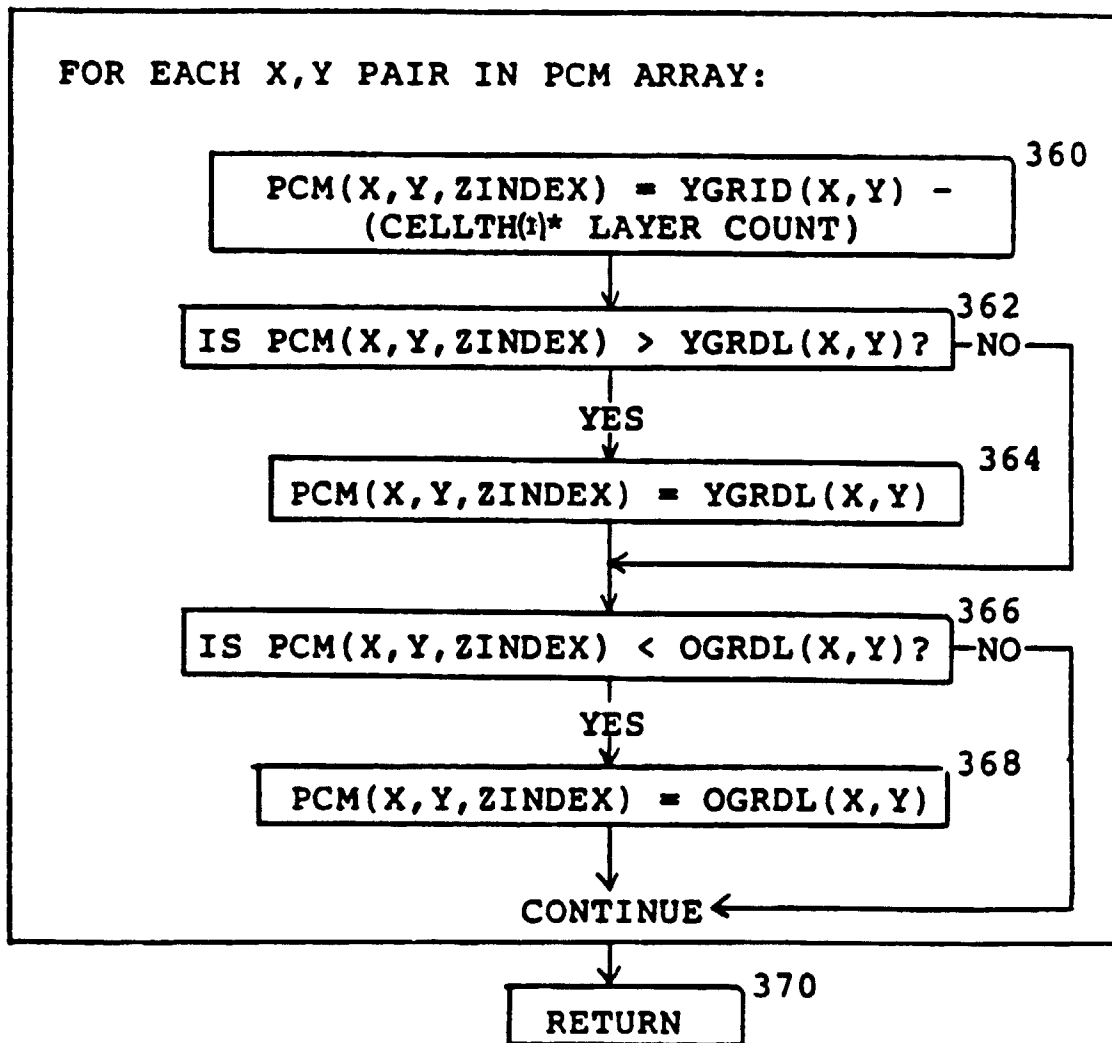 FOR EACH X,Y PAIR IN PCM ARRAY:
360
PCM(X,Y,ZINDEX) = YGRID(X,Y) -
(CELLTH(I)* LAYER COUNT)
362
IS PCM(X,Y,ZINDEX) > YGRDL(X,Y)? NO
YES
364
PCM(X,Y,ZINDEX) = YGRDL(X,Y)
366
IS PCM(X,Y,ZINDEX) < OGRDL(X,Y)? NO
YES
368
PCM(X,Y,ZINDEX) = OGRDL(X,Y)
CONTINUE
370
RETURN